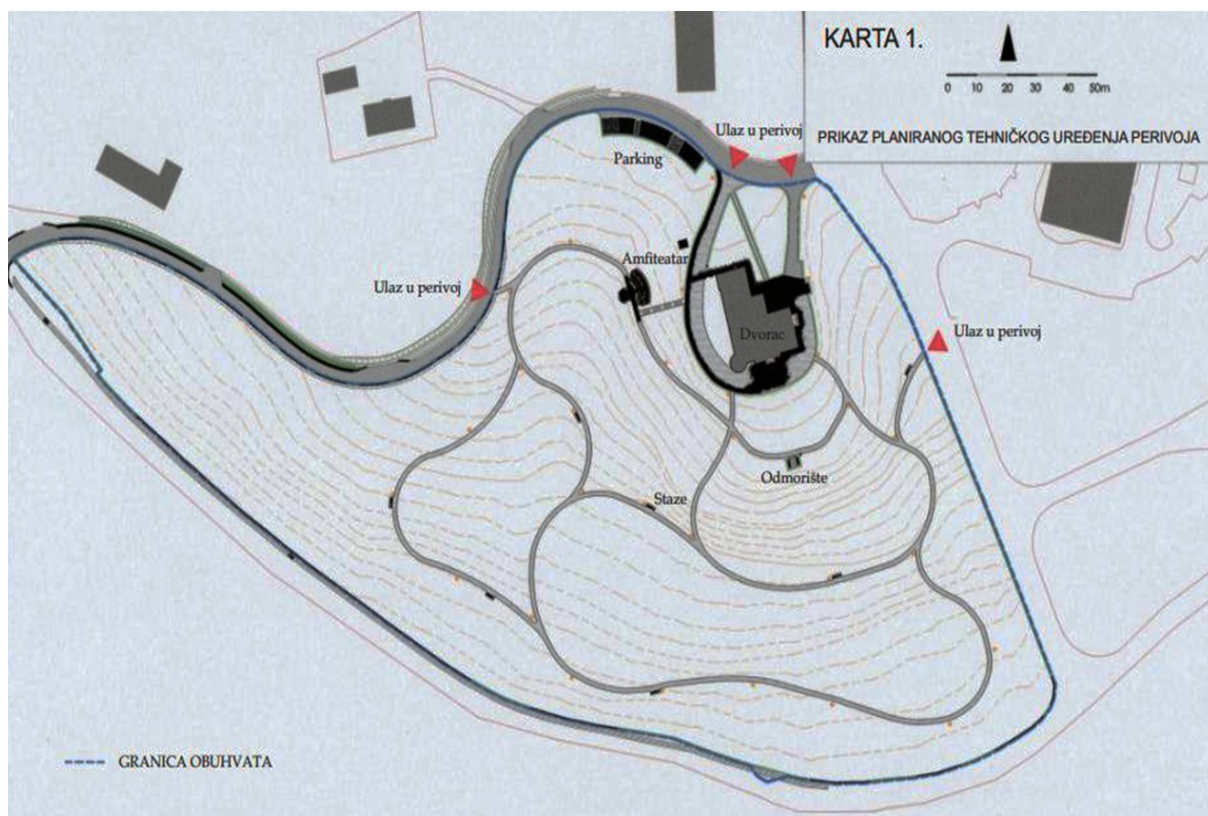 KARTA 1.
0 10 20 30 40 50m
PRIKAZ PLANIRANOG TEHNIČKOG UREĐENJA PERIVOJA
Ulaz u perivoj
Parking
Amfiteatar
Ulaz u perivoj
Dvorac
Ulaz u perivoj
Odmorište
Staze
GRANICA OBUHVATA